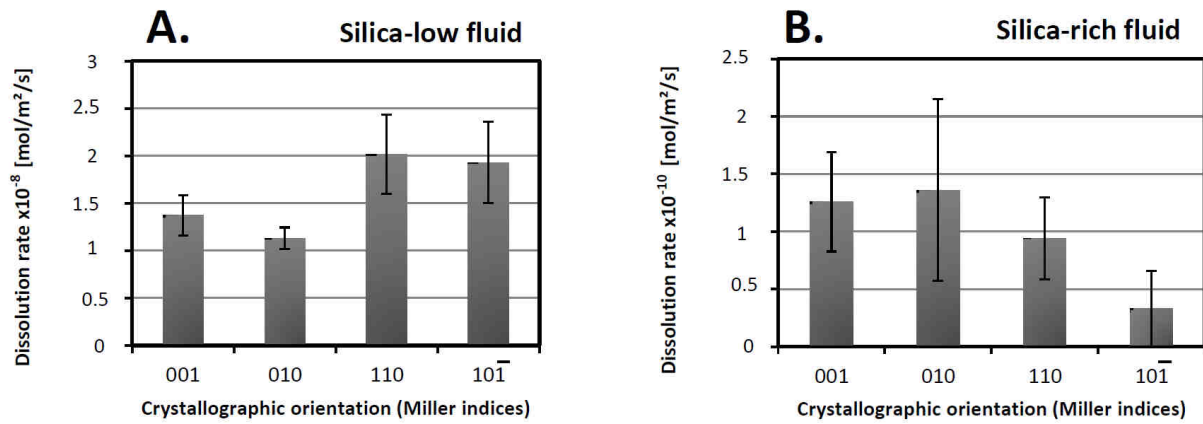 A. Silica-low fluid
Dissolution rate x10⁻⁸ [mol/m²/s]
3
2.5
2
1.5
1
0.5
0
001 010 110 101̅
Crystallographic orientation (Miller indices)
B. Silica-rich fluid
Dissolution rate x10⁻¹⁰ [mol/m²/s]
2.5
2
1.5
1
0.5
0
001 010 110 101̅
Crystallographic orientation (Miller indices)